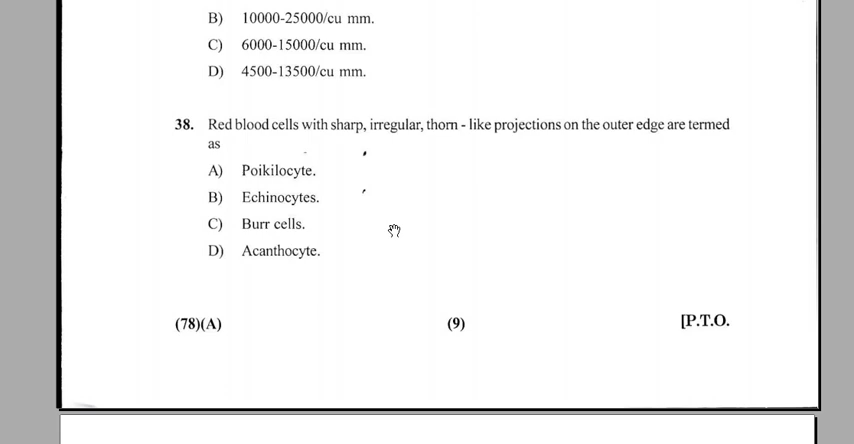 B) 10000-25000/cu mm.
C) 6000-15000/cu mm.
D) 4500-13500/cu mm.
38. Red blood cells with sharp, irregular, thorn - like projections on the outer edge are termed
as
A) Poikilocyte.
B) Echinocytes.
C) Burr cells.
D) Acanthocyte.
(78)(A) (9) [P.T.O.